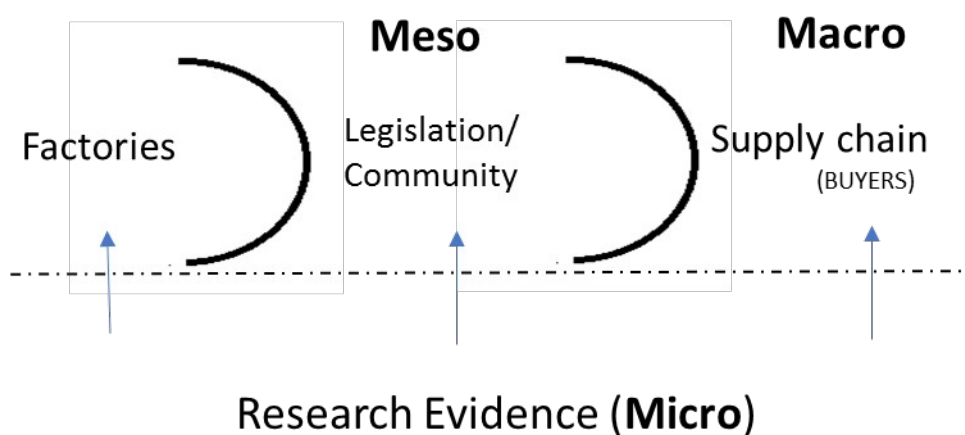 Meso
Macro
Factories
Legislation/
Community
Supply chain
(BUYERS)
Research Evidence (Micro)